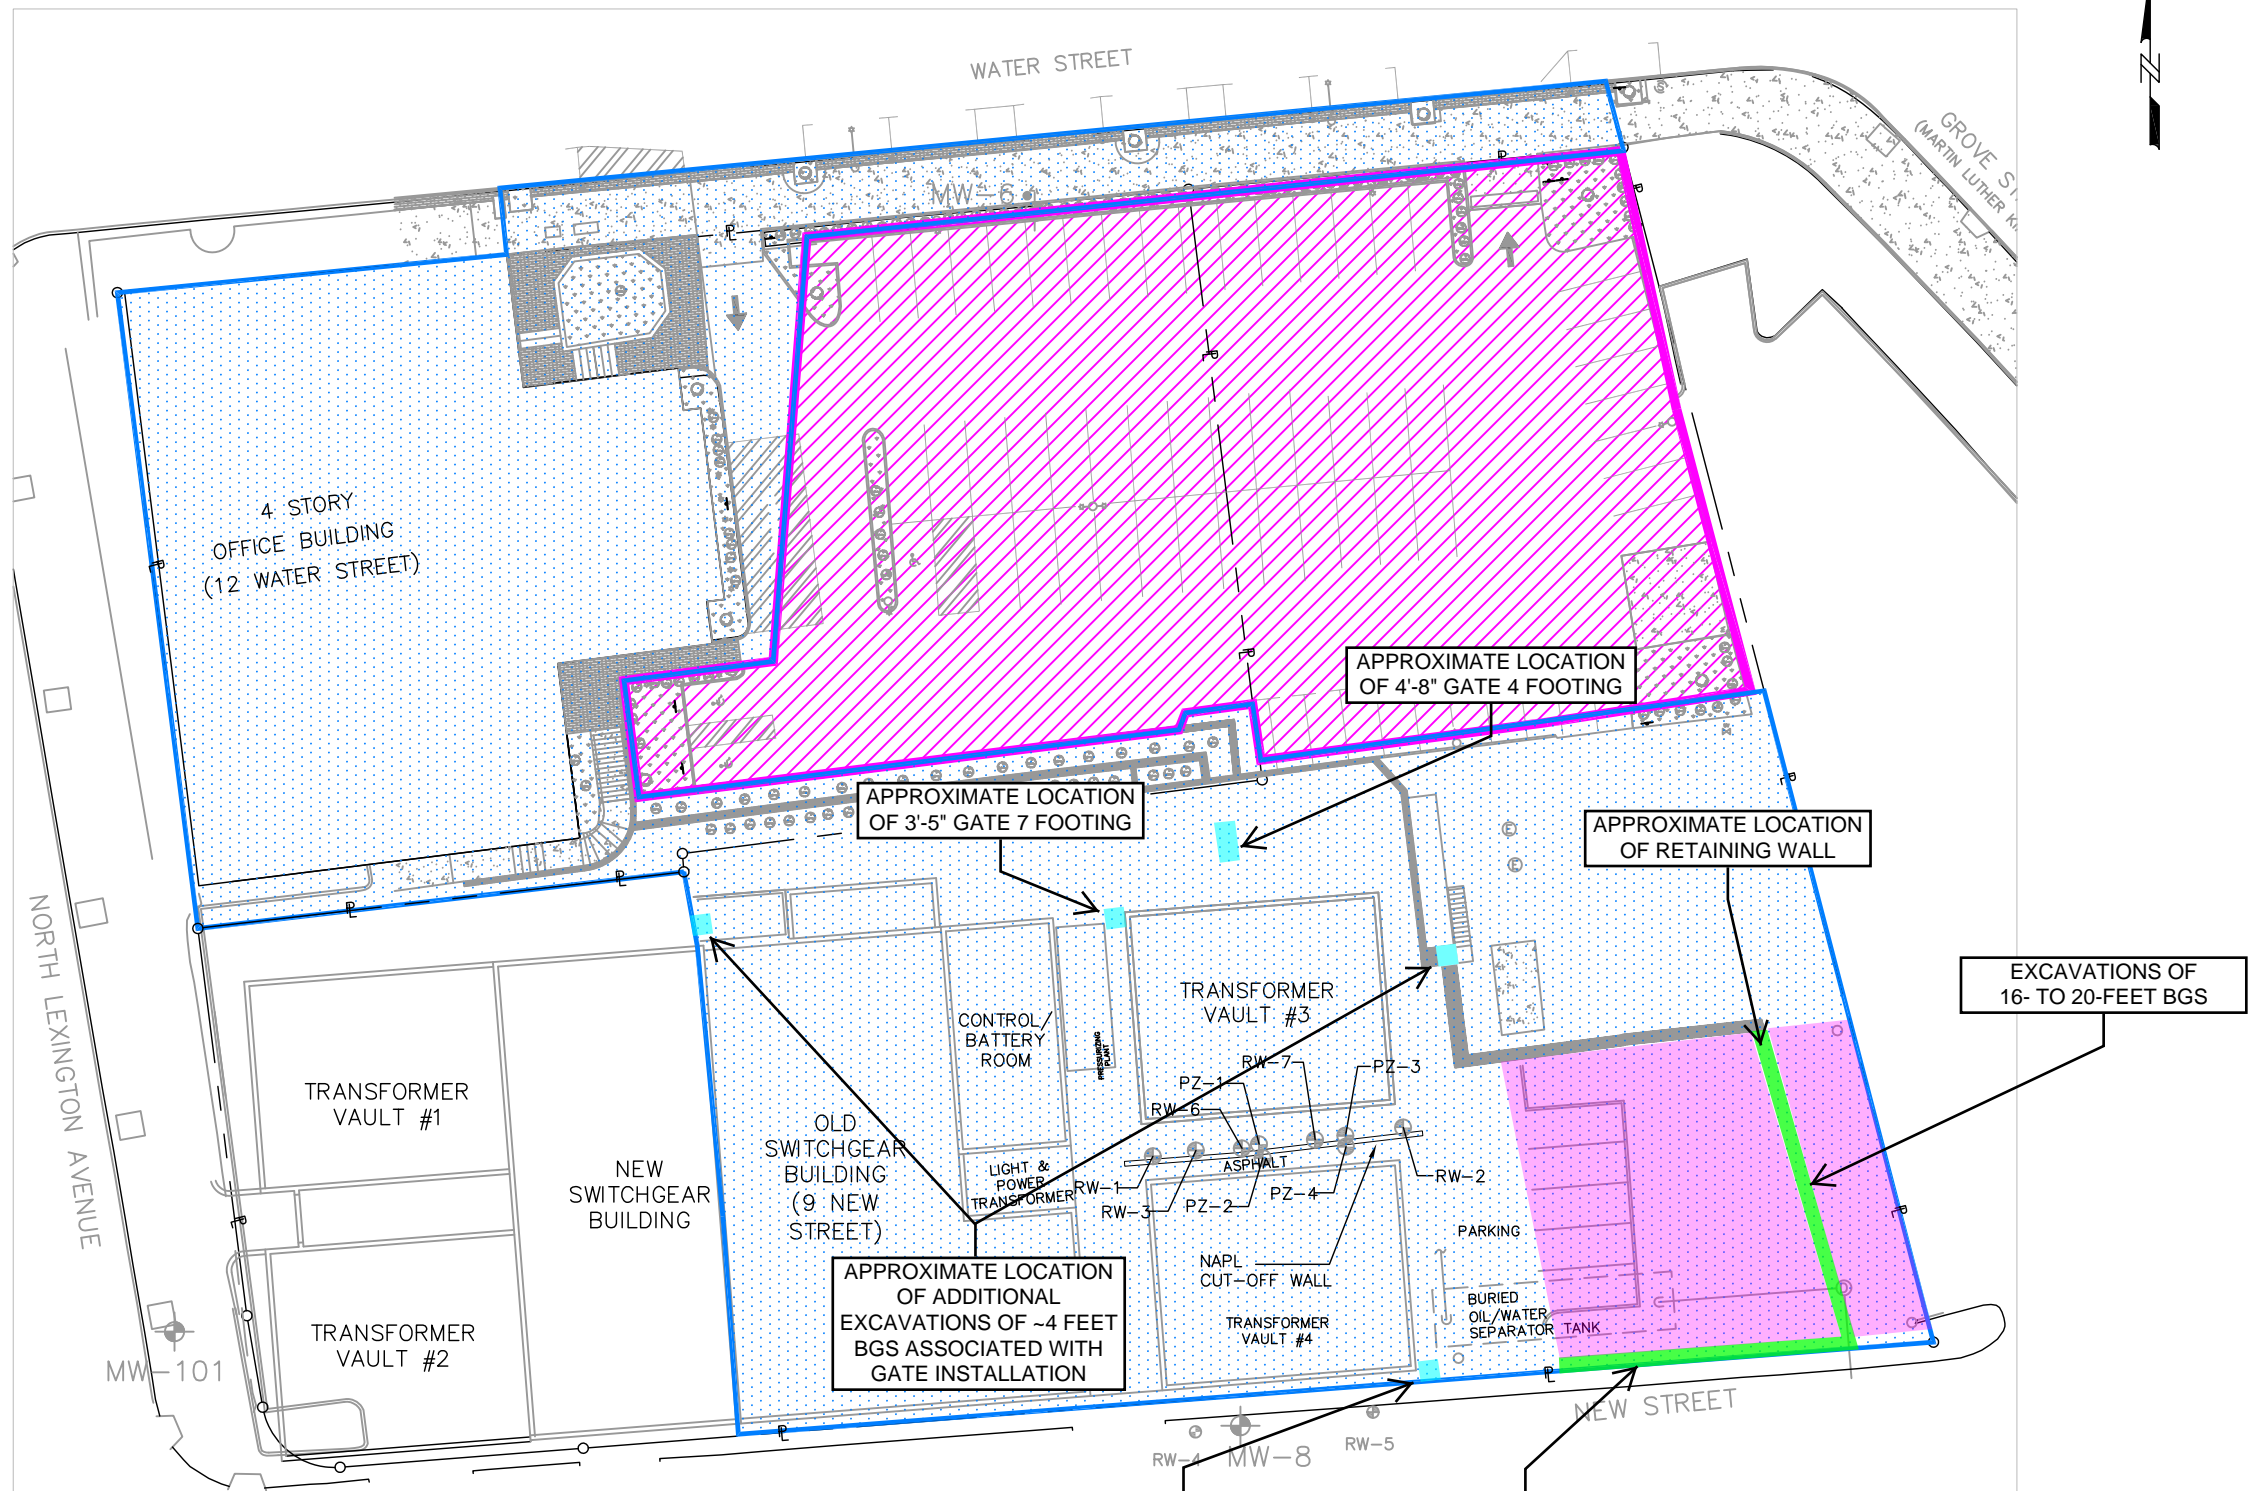 WATER STREET
N
GROVE ST
(MARTIN LUTHER KI
MW-6
4 STORY
OFFICE BUILDING
(12 WATER STREET)
APPROXIMATE LOCATION
OF 4'-8" GATE 4 FOOTING
APPROXIMATE LOCATION
OF 3'-5" GATE 7 FOOTING
APPROXIMATE LOCATION
OF RETAINING WALL
EXCAVATIONS OF
16- TO 20-FEET BGS
NORTH LEXINGTON AVENUE
TRANSFORMER
VAULT #1
TRANSFORMER
VAULT #2
NEW
SWITCHGEAR
BUILDING
OLD
SWITCHGEAR
BUILDING
(9 NEW
STREET)
CONTROL/
BATTERY
ROOM
PRESSURIZING
PLANT
LIGHT &
POWER
TRANSFORMER
TRANSFORMER
VAULT #3
RW-7
PZ-3
PZ-1
RW-6
ASPHALT
RW-1
RW-3
PZ-2
PZ-4
RW-2
NAPL
CUT-OFF WALL
TRANSFORMER
VAULT #4
PARKING
BURIED
OIL/WATER
SEPARATOR TANK
APPROXIMATE LOCATION
OF ADDITIONAL
EXCAVATIONS OF ~4 FEET
BGS ASSOCIATED WITH
GATE INSTALLATION
MW-101
RW-4
MW-8
RW-5
NEW STREET